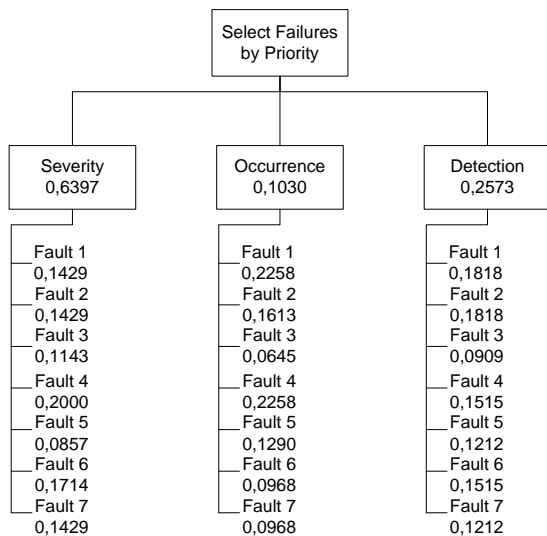 Select Failures
by Priority
Severity
0,6397
Occurrence
0,1030
Detection
0,2573
Fault 1
0,1429
Fault 2
0,1429
Fault 3
0,1143
Fault 4
0,2000
Fault 5
0,0857
Fault 6
0,1714
Fault 7
0,1429
Fault 1
0,2258
Fault 2
0,1613
Fault 3
0,0645
Fault 4
0,2258
Fault 5
0,1290
Fault 6
0,0968
Fault 7
0,0968
Fault 1
0,1818
Fault 2
0,1818
Fault 3
0,0909
Fault 4
0,1515
Fault 5
0,1212
Fault 6
0,1515
Fault 7
0,1212